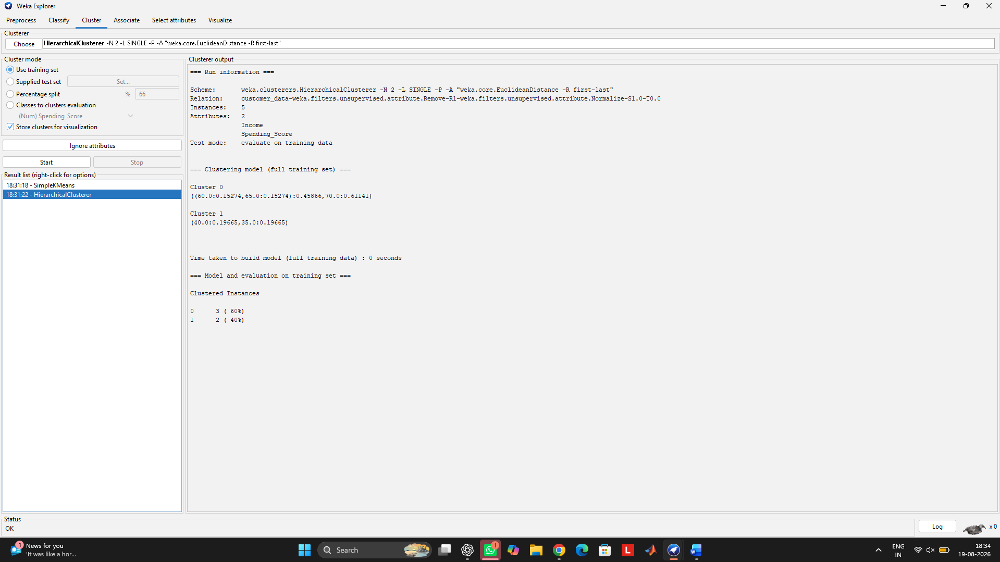 Weka Explorer
Preprocess Classify Cluster Associate Select attributes Visualize
Clusterer
Choose HierarchicalClusterer -N 2 -L SINGLE -P -A "weka.core.EuclideanDistance -R first-last"
Cluster mode
Use training set
Supplied test set Set...
Percentage split % 66
Classes to clusters evaluation
(Num) Spending_Score
Store clusters for visualization
Ignore attributes
Start Stop
Result list (right-click for options)
18:31:18 - SimpleKMeans
18:31:22 - HierarchicalClusterer
Clusterer output
=== Run information ===
Scheme: weka.clusterers.HierarchicalClusterer -N 2 -L SINGLE -P -A "weka.core.EuclideanDistance -R first-last"
Relation: customer_data-weka.filters.unsupervised.attribute.Remove-R1-weka.filters.unsupervised.attribute.Normalize-S1.0-T0.0
Instances: 5
Attributes: 2
Income
Spending_Score
Test mode: evaluate on training data
=== Clustering model (full training set) ===
Cluster 0
((60.0:0.15274,65.0:0.15274):0.45866,70.0:0.61141)
Cluster 1
(40.0:0.19665,35.0:0.19665)
Time taken to build model (full training data) : 0 seconds
=== Model and evaluation on training set ===
Clustered Instances
0 3 ( 60%)
1 2 ( 40%)
Status
OK
Log
x 0
1
News for you
'It was like a hor...
Search
1
L
W
ENG
IN
18:34
19-08-2026